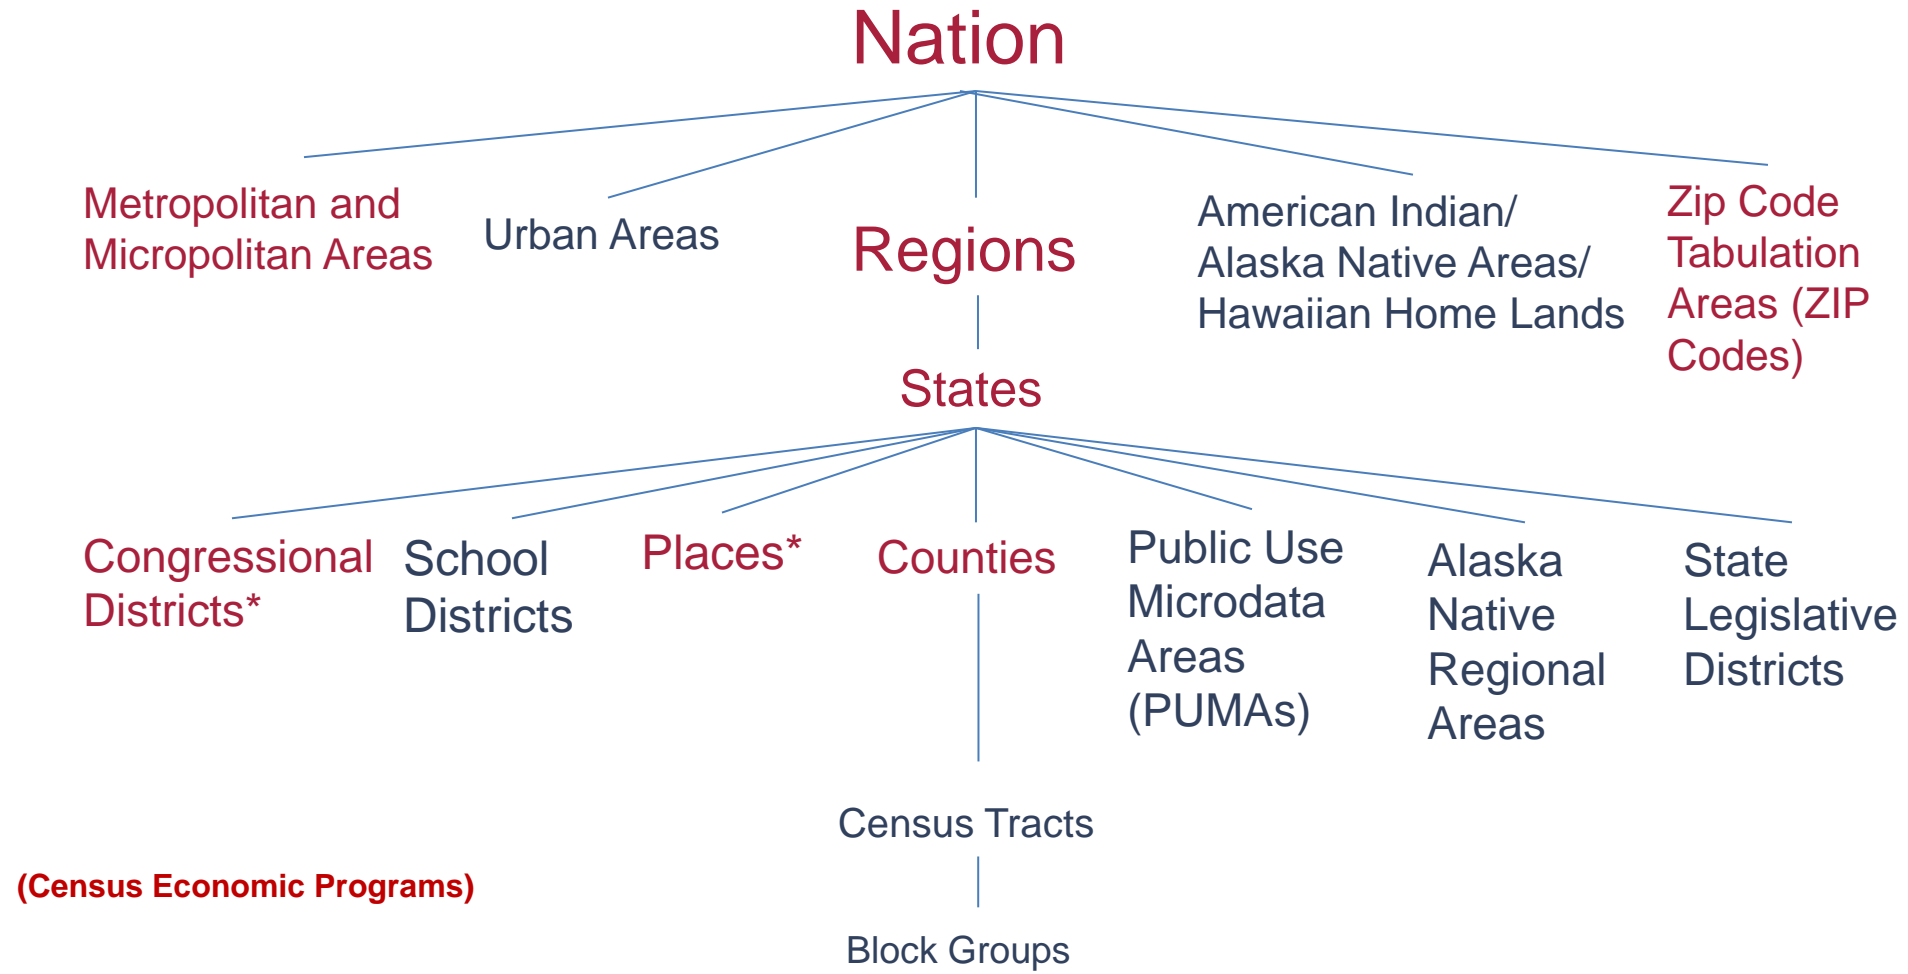 Nation
Metropolitan and
Micropolitan Areas
Urban Areas
Regions
American Indian/
Alaska Native Areas/
Hawaiian Home Lands
Zip Code
Tabulation
Areas (ZIP
Codes)
States
Congressional
Districts*
School
Districts
Places*
Counties
Public Use
Microdata
Areas
(PUMAs)
Alaska
Native
Regional
Areas
State
Legislative
Districts
Census Tracts
(Census Economic Programs)
Block Groups